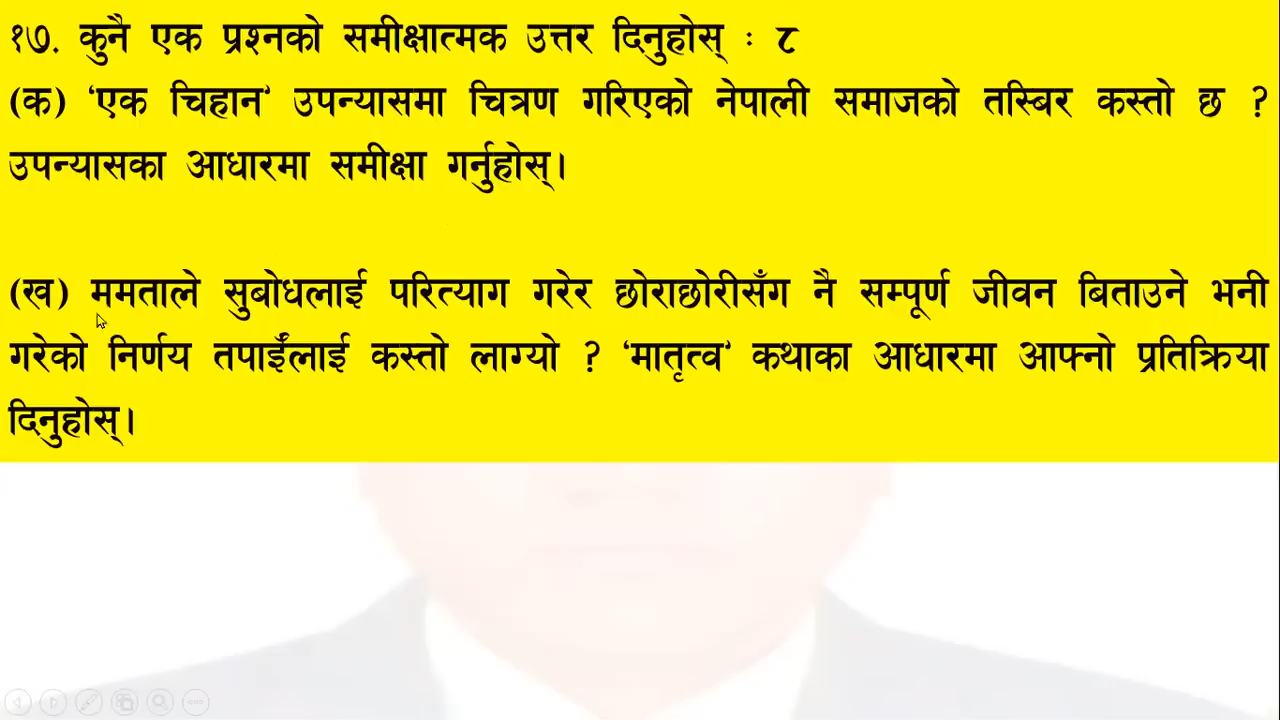 १७. कुनै एक प्रश्नको समीक्षात्मक उत्तर दिनुहोस् : ८
(क) ‘एक चिहान’ उपन्यासमा चित्रण गरिएको नेपाली समाजको तस्बिर कस्तो छ ?
उपन्यासका आधारमा समीक्षा गर्नुहोस्।
(ख) ममताले सुबोधलाई परित्याग गरेर छोराछोरीसँग नै सम्पूर्ण जीवन बिताउने भनी
गरेको निर्णय तपाईँलाई कस्तो लाग्यो ? ‘मातृत्व’ कथाका आधारमा आफ्नो प्रतिक्रिया
दिनुहोस्।